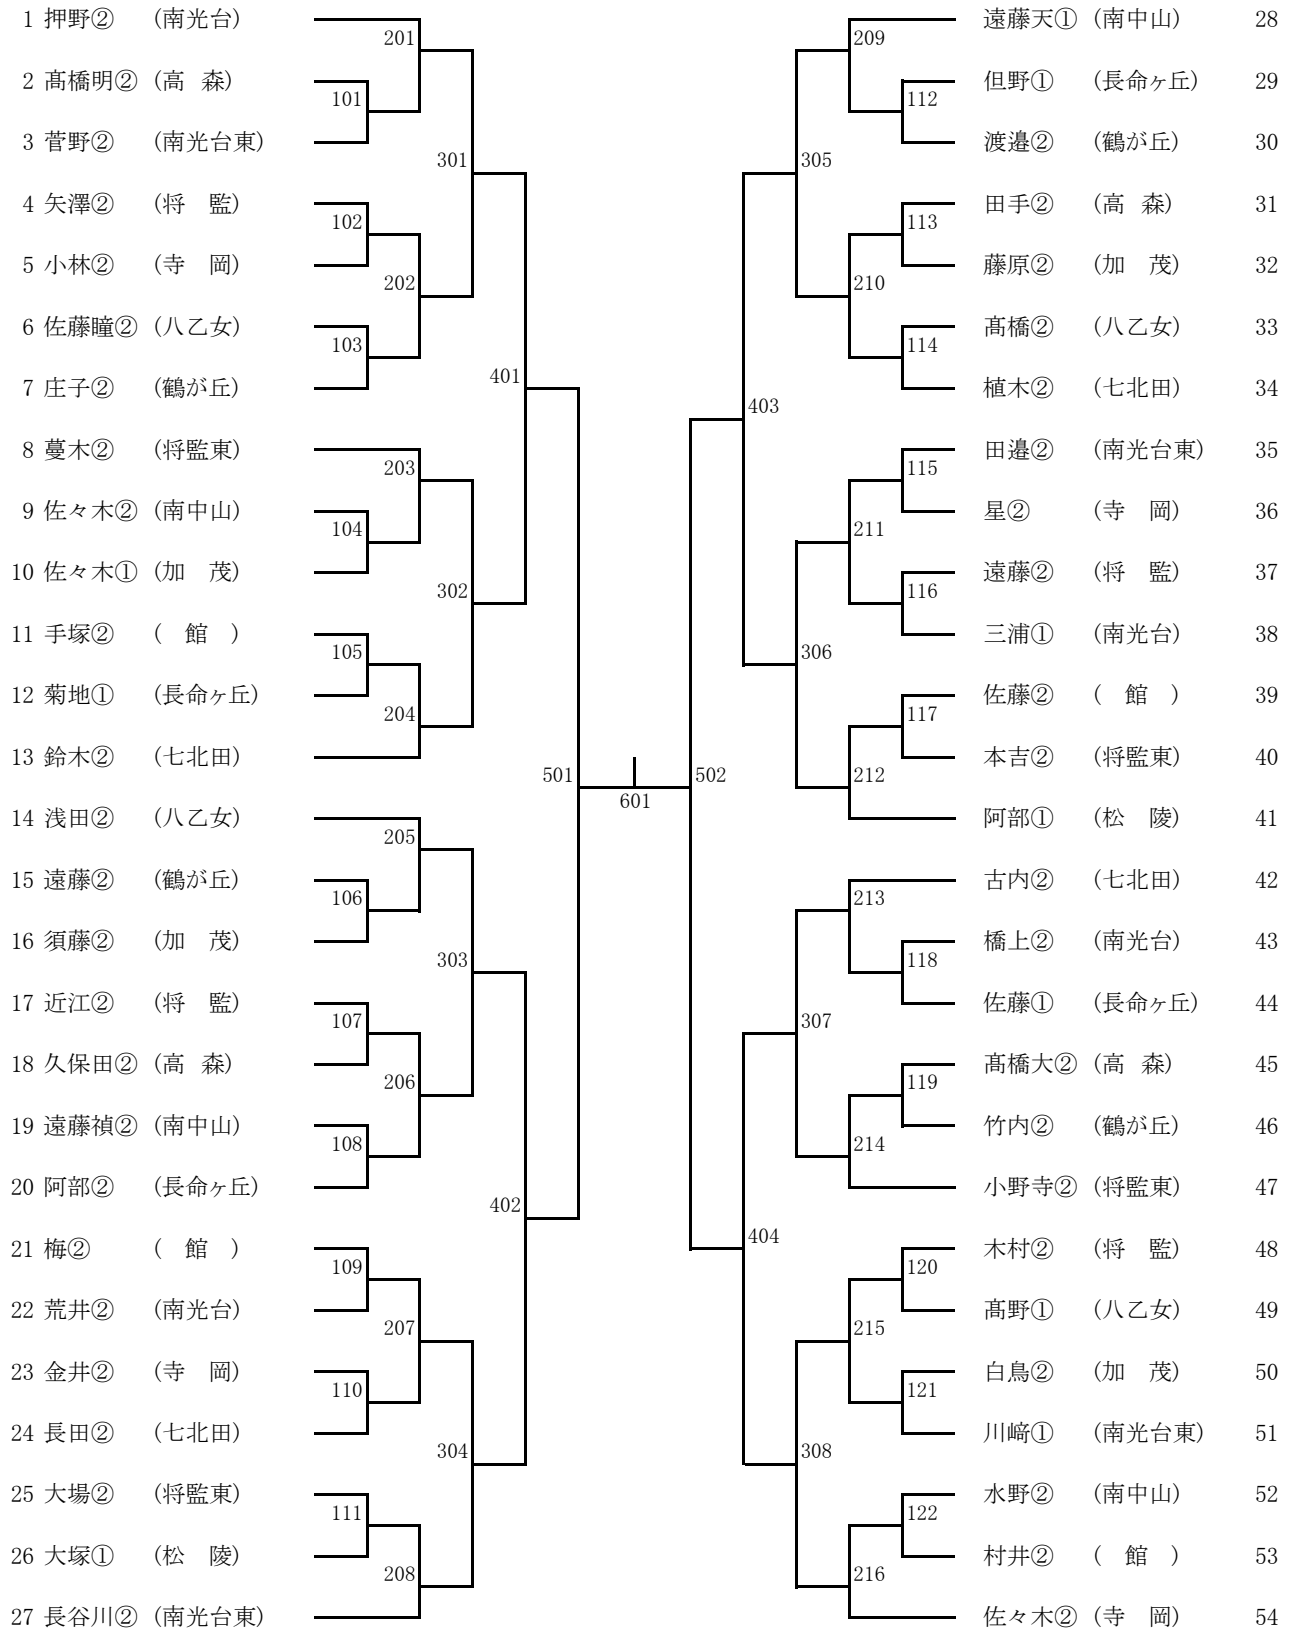 1 押野② (南光台) 遠藤天① (南中山) 28
201 209
2 髙橋明② (高 森) 但野① (長命ヶ丘) 29
101 112
3 菅野② (南光台東) 渡邉② (鶴が丘) 30
301 305
4 矢澤② (将 監) 田手② (高 森) 31
102 113
5 小林② (寺 岡) 藤原② (加 茂) 32
202 210
6 佐藤瞳② (八乙女) 髙橋② (八乙女) 33
103 114
7 庄子② (鶴が丘) 植木② (七北田) 34
401 403
8 蔓木② (将監東) 田邉② (南光台東) 35
203 115
9 佐々木② (南中山) 星② (寺 岡) 36
104 211
10 佐々木① (加 茂) 遠藤② (将 監) 37
302 116
11 手塚② ( 館 ) 三浦① (南光台) 38
105 306
12 菊地① (長命ヶ丘) 佐藤② ( 館 ) 39
204 117
13 鈴木② (七北田) 本吉② (将監東) 40
501 502 212
601
14 浅田② (八乙女) 阿部① (松 陵) 41
205
15 遠藤② (鶴が丘) 古内② (七北田) 42
106 213
16 須藤② (加 茂) 橋上② (南光台) 43
303 118
17 近江② (将 監) 佐藤① (長命ヶ丘) 44
107 307
18 久保田② (高 森) 髙橋大② (高 森) 45
206 119
19 遠藤禎② (南中山) 竹内② (鶴が丘) 46
108 214
20 阿部② (長命ヶ丘) 小野寺② (将監東) 47
402 404
21 梅② ( 館 ) 木村② (将 監) 48
109 120
22 荒井② (南光台) 髙野① (八乙女) 49
207 215
23 金井② (寺 岡) 白鳥② (加 茂) 50
110 121
24 長田② (七北田) 川﨑① (南光台東) 51
304 308
25 大場② (将監東) 水野② (南中山) 52
111 122
26 大塚① (松 陵) 村井② ( 館 ) 53
208 216
27 長谷川② (南光台東) 佐々木② (寺 岡) 54